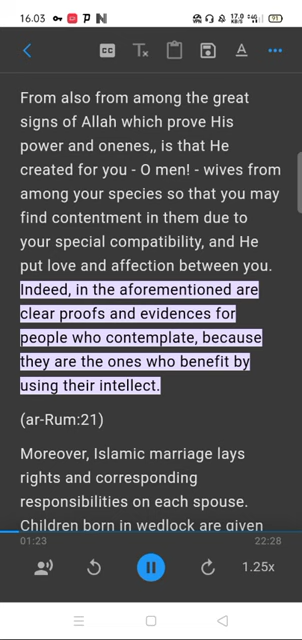 16.03
17.0
KB/S
91
CC
A
From also from among the great
signs of Allah which prove His
power and onenes,, is that He
created for you - O men! - wives from
among your species so that you may
find contentment in them due to
your special compatibility, and He
put love and affection between you.
Indeed, in the aforementioned are
clear proofs and evidences for
people who contemplate, because
they are the ones who benefit by
using their intellect.
(ar-Rum:21)
Moreover, Islamic marriage lays
rights and corresponding
responsibilities on each spouse.
Children born in wedlock are given
01:23
22:28
1.25x